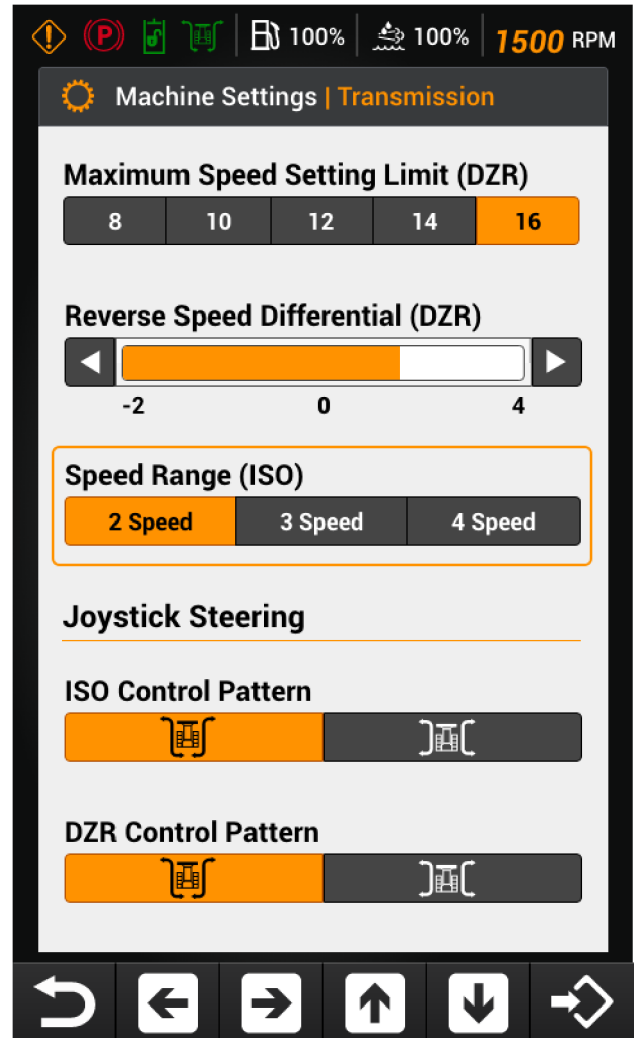 (P) 100% 100% 1500 RPM
Machine Settings | Transmission
Maximum Speed Setting Limit (DZR)
8 10 12 14 16
Reverse Speed Differential (DZR)
-2 0 4
Speed Range (ISO)
2 Speed 3 Speed 4 Speed
Joystick Steering
ISO Control Pattern
DZR Control Pattern